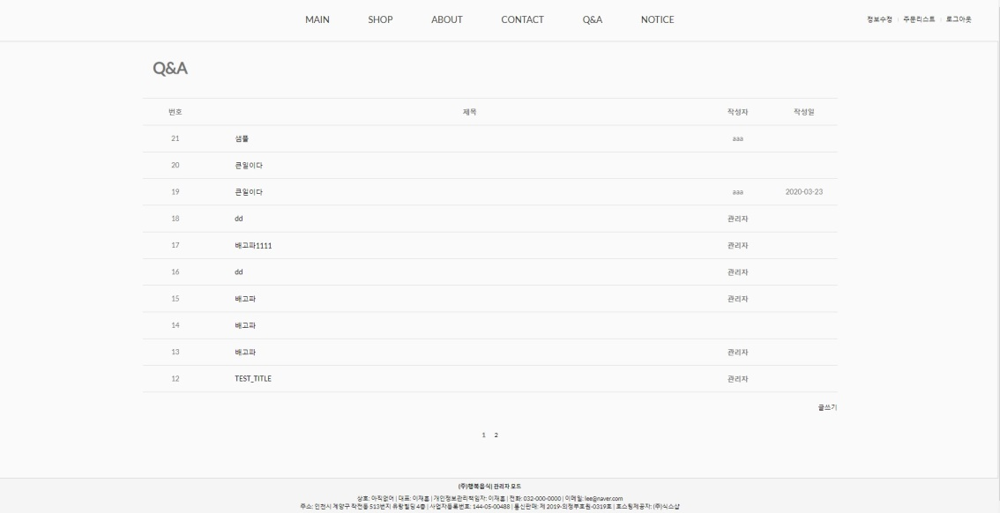 MAIN SHOP ABOUT CONTACT Q&A NOTICE 정보수정 주문리스트 로그아웃
Q&A
번호 제목 작성자 작성일
21 샘플 aaa
20 큰일이다
19 큰일이다 aaa 2020-03-23
18 dd 관리자
17 배고파1111 관리자
16 dd 관리자
15 배고파 관리자
14 배고파
13 배고파 관리자
12 TEST_TITLE 관리자
글쓰기
1 2
(주)행복음식| 관리자 모드
상호: 아직없어 | 대표: 이재흠 | 개인정보관리책임자: 이재흠 | 전화: 032-000-0000 | 이메일: lee@naver.com
주소: 인천시 계양구 작전동 513번지 휴람빌딩 4층 | 사업자등록번호: 144-05-00488 | 통신판매: 제 2019-의정부호원-0319호 | 호스팅제공자: (주)식스샵